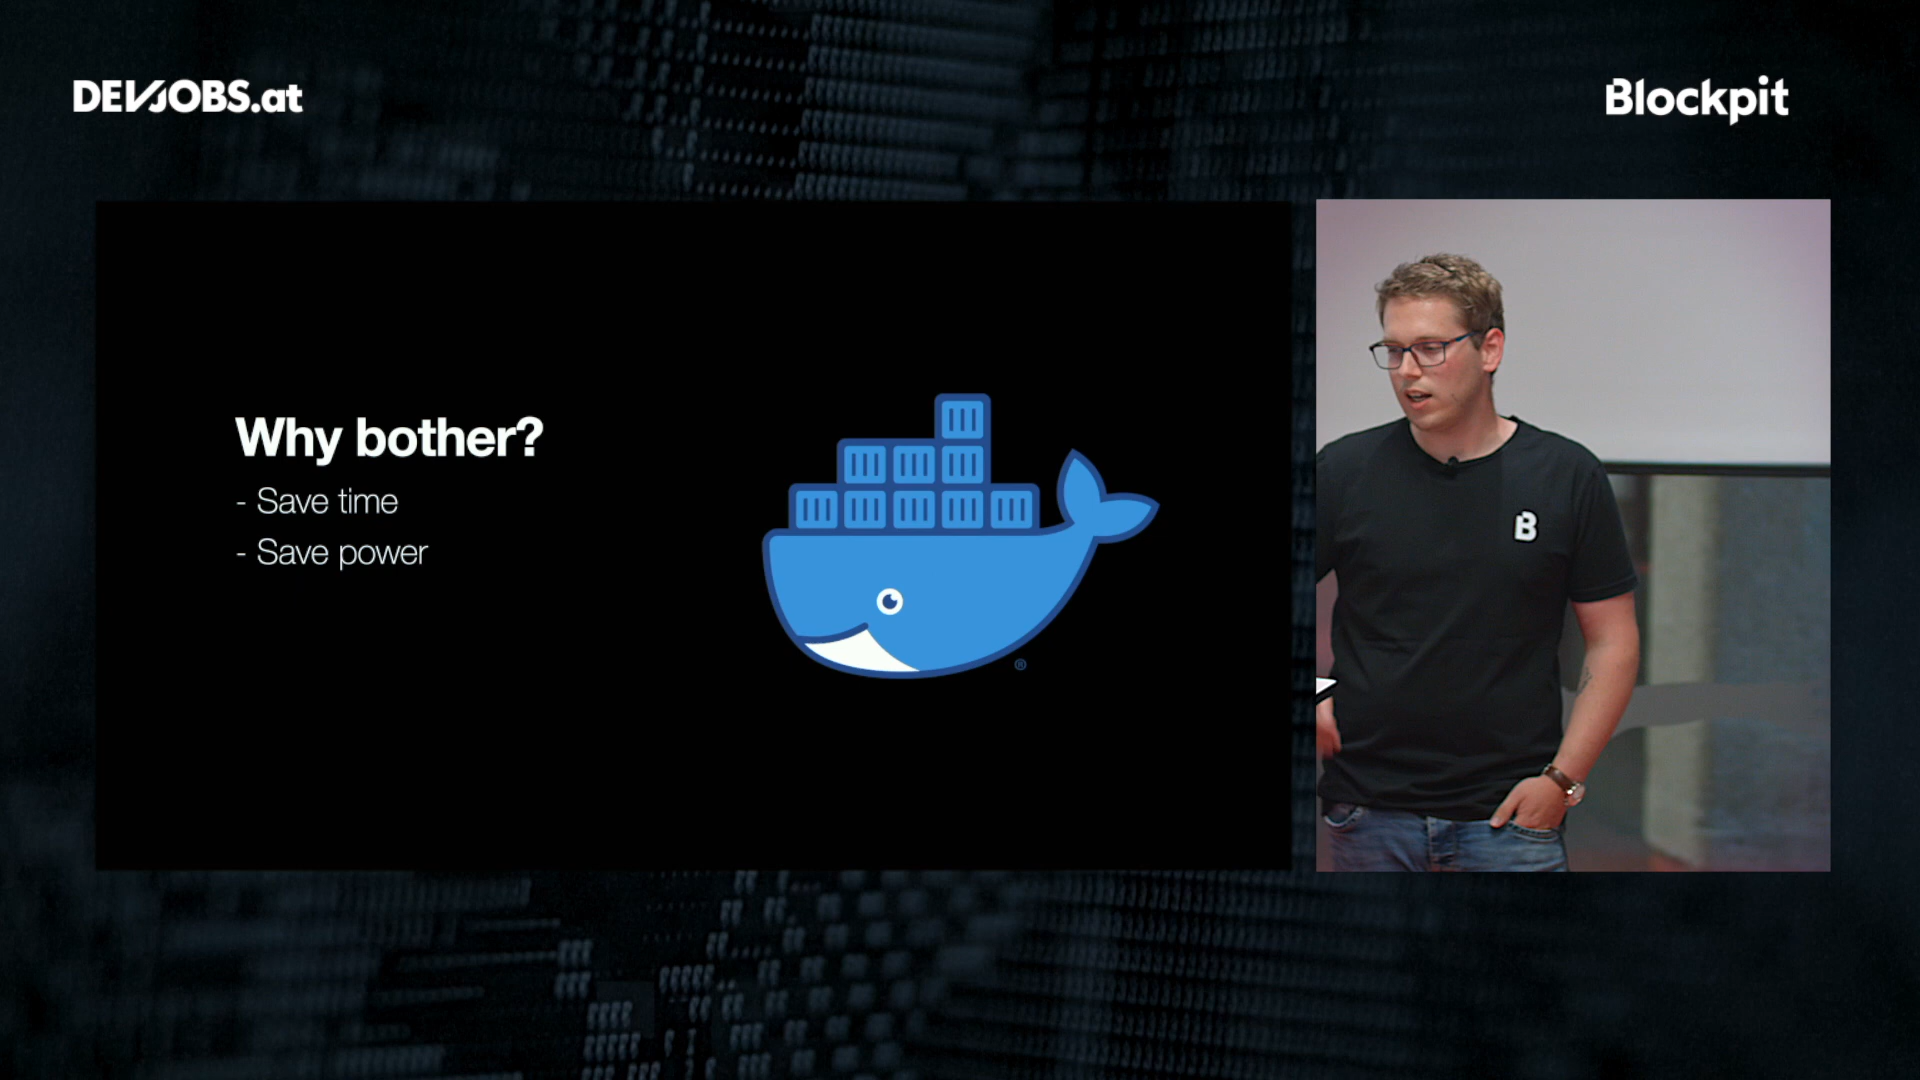 DEVJOBS.at
Blockpit
Why bother?
- Save time
- Save power
®
B